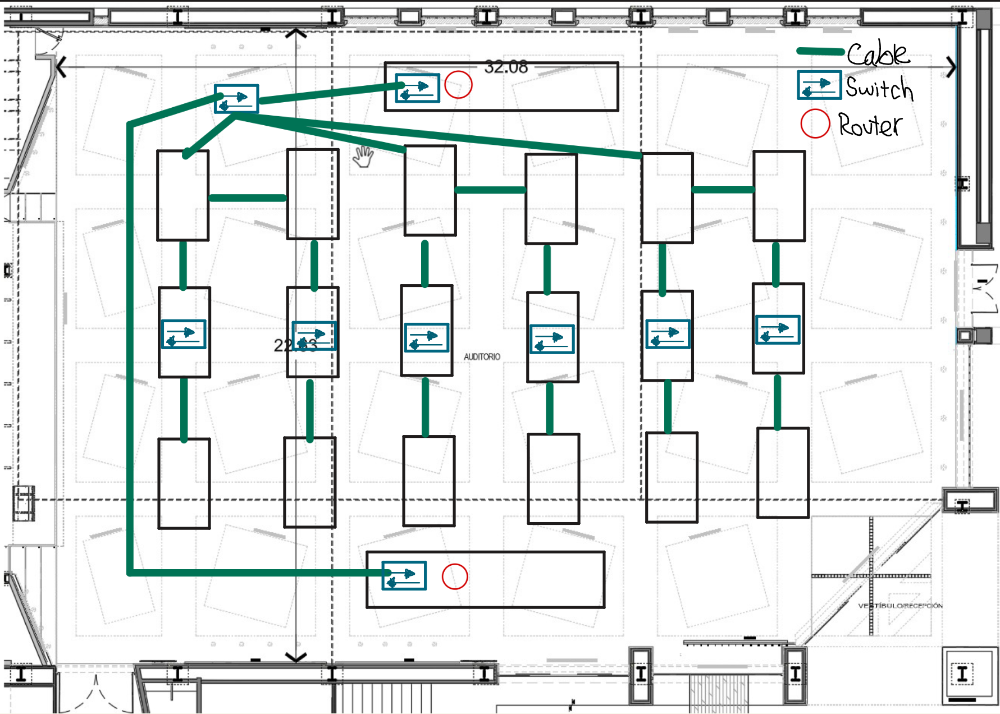 32.08
Cable
Switch
Router
22.63
AUDITORIO
VESTÍBULO/RECEPCIÓN